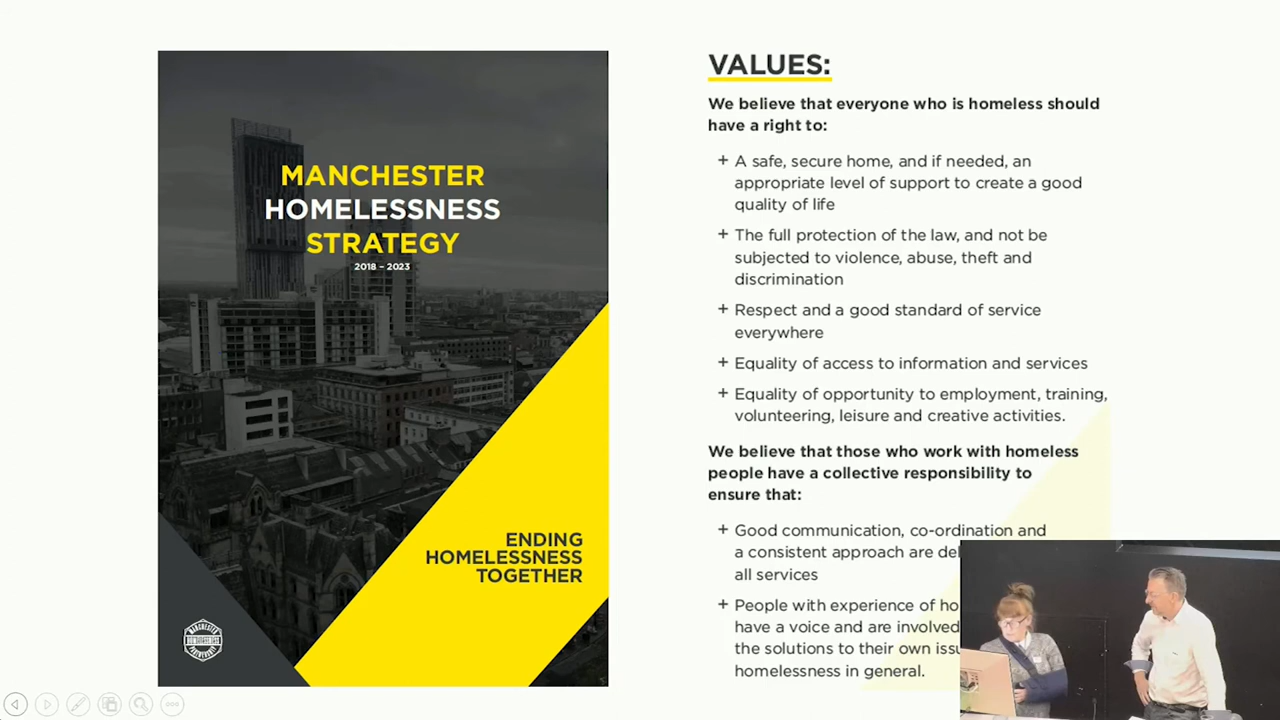 MANCHESTER
HOMELESSNESS
STRATEGY
2018 – 2023
ENDING
HOMELESSNESS
TOGETHER
MANCHESTER
HOMELESSNESS
PARTNERSHIP
VALUES:
We believe that everyone who is homeless should
have a right to:
+ A safe, secure home, and if needed, an
appropriate level of support to create a good
quality of life
+ The full protection of the law, and not be
subjected to violence, abuse, theft and
discrimination
+ Respect and a good standard of service
everywhere
+ Equality of access to information and services
+ Equality of opportunity to employment, training,
volunteering, leisure and creative activities.
We believe that those who work with homeless
people have a collective responsibility to
ensure that:
+ Good communication, co-ordination and
a consistent approach are
all services
+ People with experience of
have a voice and are involved
the solutions to their own
homelessness in general.